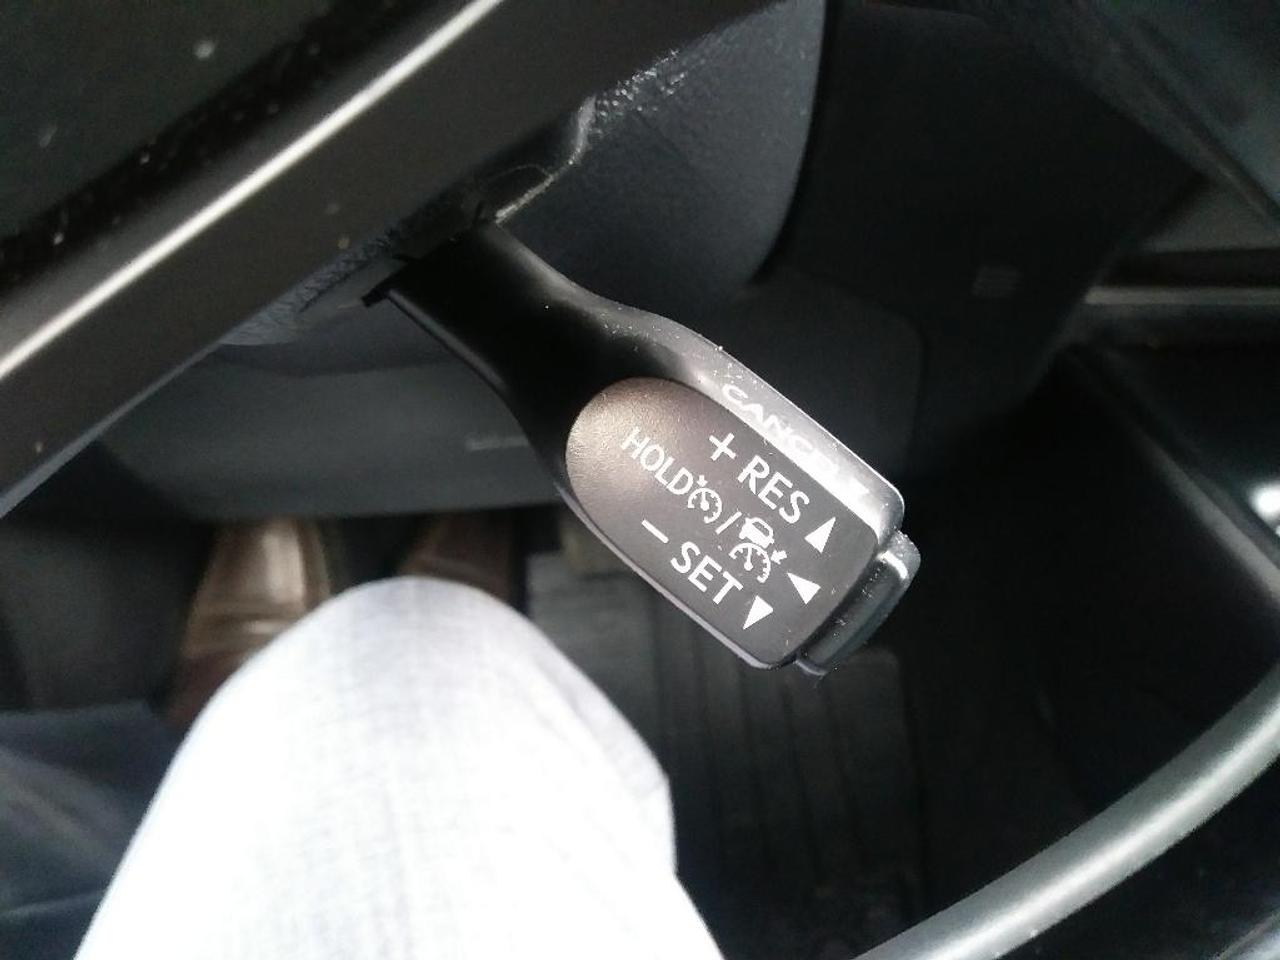 CANCEL
+ RES
HOLD /
− SET